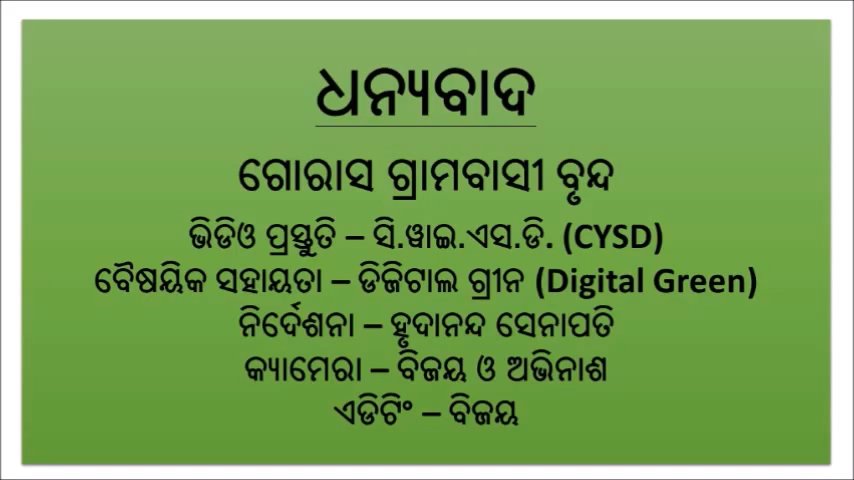 ଧନ୍ୟବାଦ
ଗୋରାସ ଗ୍ରାମବାସୀ ବୃନ୍ଦ
ଭିଡିଓ ପ୍ରସ୍ତୁତି – ସି.ୱାଇ.ଏସ.ଡି. (CYSD)
ବୈଷୟିକ ସହାୟତା – ଡିଜିଟାଲ ଗ୍ରୀନ (Digital Green)
ନିର୍ଦେଶନା – ହୃଦାନନ୍ଦ ସେନାପତି
କ୍ୟାମେରା – ବିଜୟ ଓ ଅଭିନାଶ
ଏଡିଟିଂ – ବିଜୟ